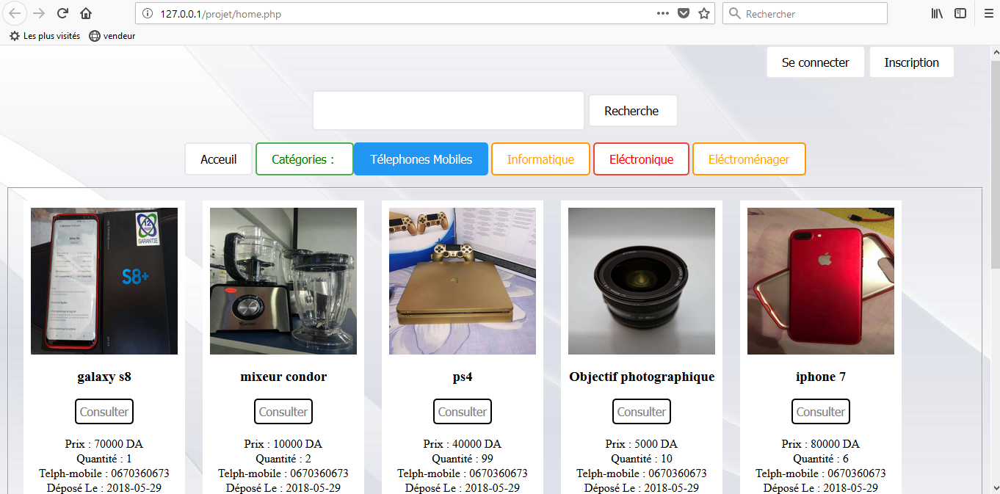 127.0.0.1/projet/home.php
Rechercher
Les plus visités
vendeur
Se connecter
Inscription
Recherche
Acceuil
Catégories :
Télephones Mobiles
Informatique
Eléctronique
Eléctroménager
12
GARANTIE
S8+
galaxy s8
mixeur condor
ps4
Objectif photographique
iphone 7
Consulter
Consulter
Consulter
Consulter
Consulter
Prix : 70000 DA
Quantité : 1
Telph-mobile : 0670360673
Déposé Le : 2018-05-29
Prix : 10000 DA
Quantité : 2
Telph-mobile : 0670360673
Déposé Le : 2018-05-29
Prix : 40000 DA
Quantité : 99
Telph-mobile : 0670360673
Déposé Le : 2018-05-29
Prix : 5000 DA
Quantité : 10
Telph-mobile : 0670360673
Déposé Le : 2018-05-29
Prix : 80000 DA
Quantité : 6
Telph-mobile : 0670360673
Déposé Le : 2018-05-29